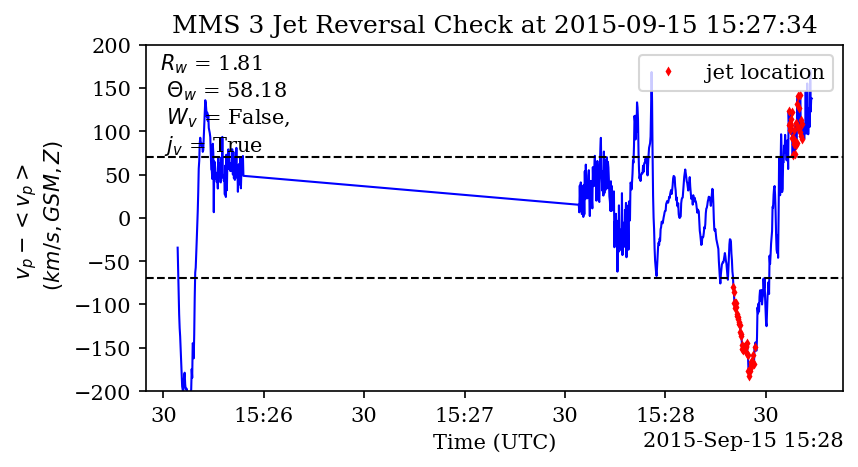 MMS 3 Jet Reversal Check at 2015-09-15 15:27:34
200
150
100
50
0
−50
−100
−150
−200
v_p − < v_p >
(km/s, GSM, Z)
R_w = 1.81
Θ_w = 58.18
W_v = False,
j_v = True
jet location
30
15:26
30
15:27
30
15:28
30
Time (UTC)
2015-Sep-15 15:28